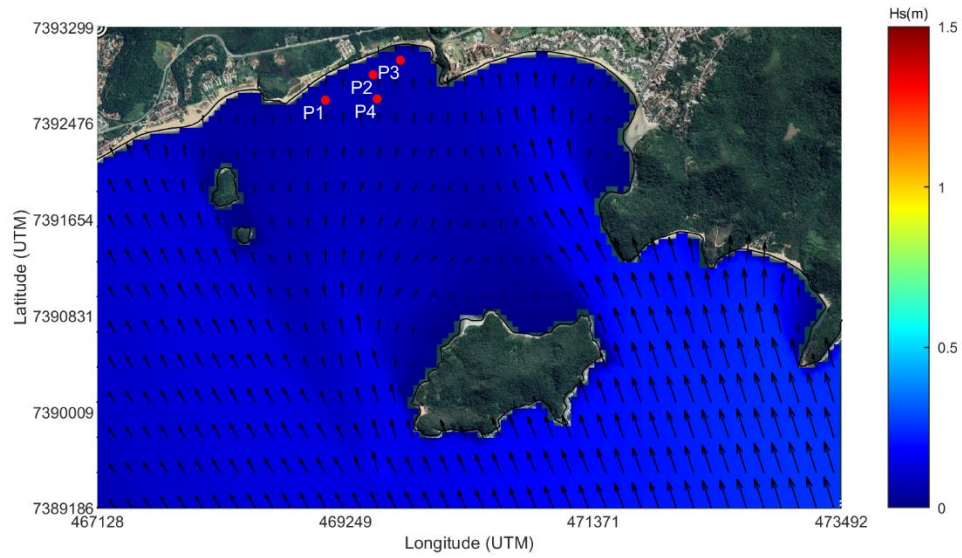 Hs(m)
7393299
7392476
7391654
7390831
7390009
7389186
Latitude (UTM)
P1
P2
P3
P4
467128
469249
471371
473492
Longitude (UTM)
1.5
1
0.5
0